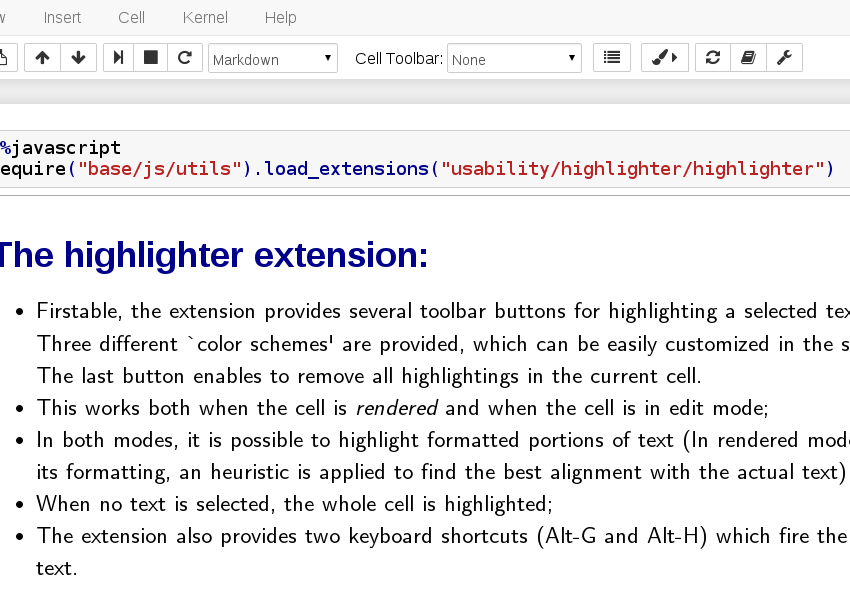 Insert Cell Kernel Help
Markdown Cell Toolbar: None
%javascript
equire("base/js/utils").load_extensions("usability/highlighter/highlighter")
The highlighter extension:
Firstable, the extension provides several toolbar buttons for highlighting a selected
Three different `color schemes' are provided, which can be easily customized in the
The last button enables to remove all highlightings in the current cell.
This works both when the cell is rendered and when the cell is in edit mode;
In both modes, it is possible to highlight formatted portions of text (In rendered
its formatting, an heuristic is applied to find the best alignment with the actual text)
When no text is selected, the whole cell is highlighted;
The extension also provides two keyboard shortcuts (Alt-G and Alt-H) which fire the
text.